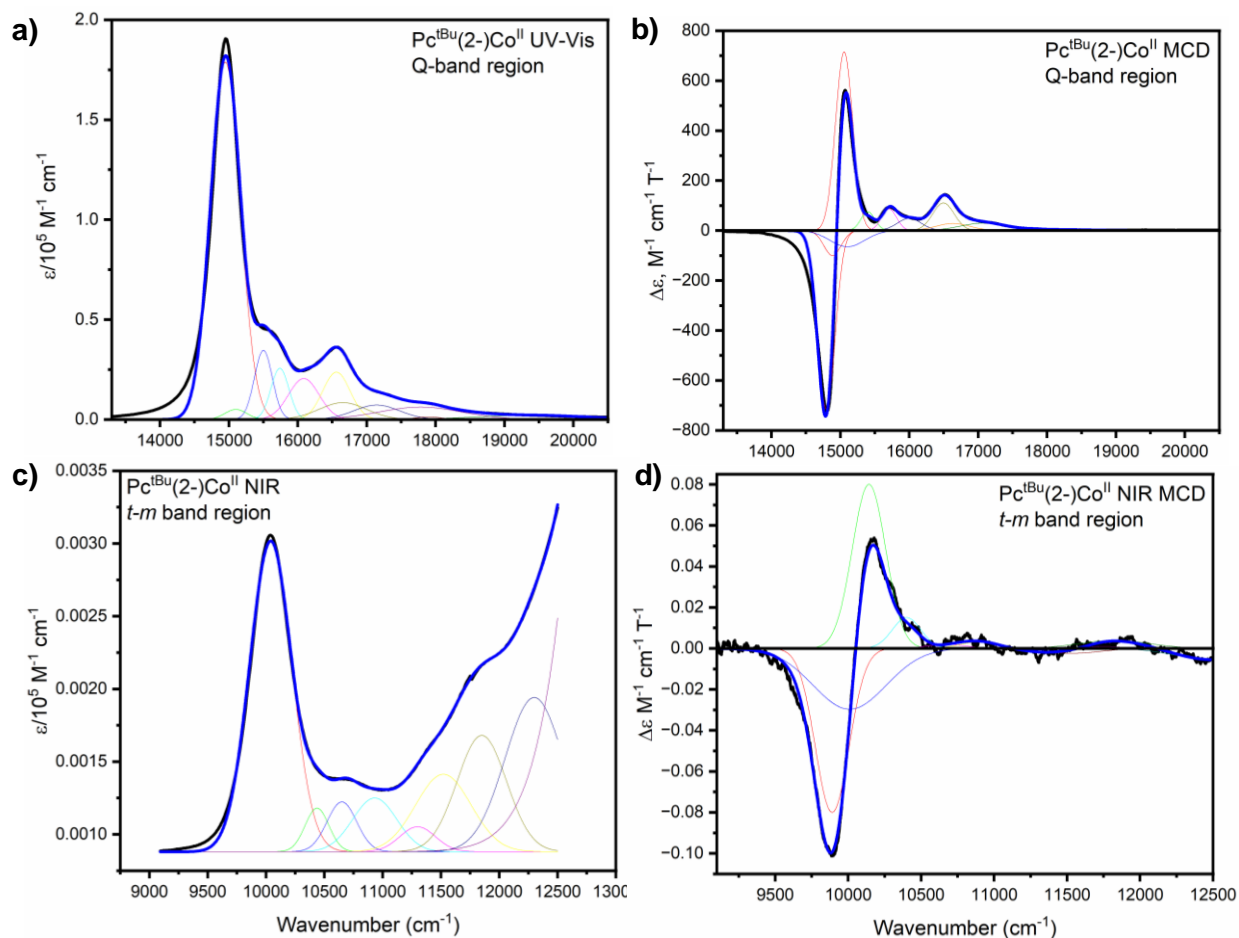 a)
Pc^tBu(2-)Co^II UV-Vis
Q-band region
ε/10^5 M^-1 cm^-1
2.0
1.5
1.0
0.5
0.0
14000 15000 16000 17000 18000 19000 20000
b)
Pc^tBu(2-)Co^II MCD
Q-band region
Δε, M^-1 cm^-1 T^-1
800
600
400
200
0
−200
−400
−600
−800
14000 15000 16000 17000 18000 19000 20000
c)
Pc^tBu(2-)Co^II NIR
t-m band region
ε/10^5 M^-1 cm^-1
0.0035
0.0030
0.0025
0.0020
0.0015
0.0010
9000 9500 10000 10500 11000 11500 12000 12500 1300
Wavenumber (cm^-1)
d)
Pc^tBu(2-)Co^II NIR MCD
t-m band region
Δε M^-1 cm^-1 T^-1
0.08
0.06
0.04
0.02
0.00
−0.02
−0.04
−0.06
−0.08
−0.10
9500 10000 10500 11000 11500 12000 12500
Wavenumber (cm^-1)